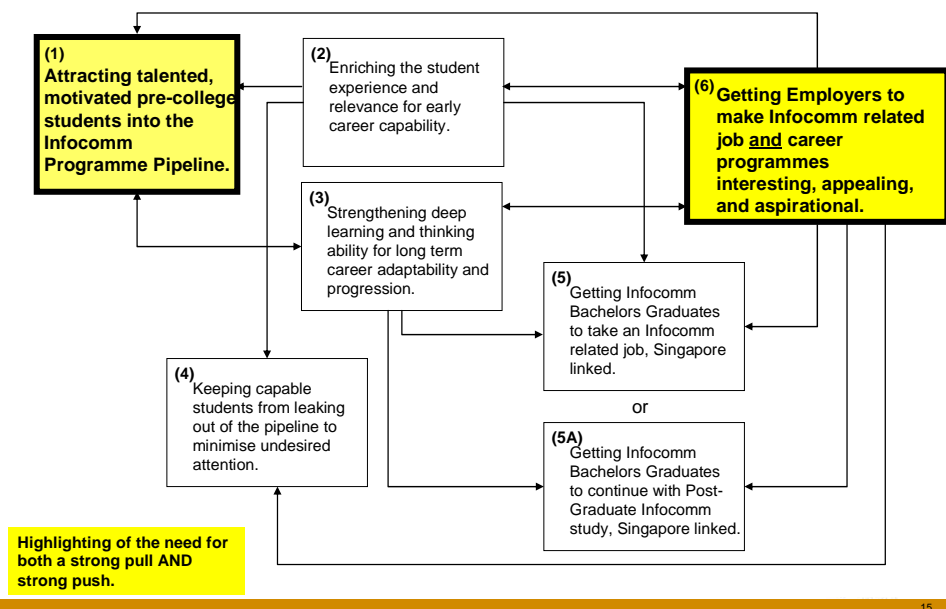 (1)
Attracting talented,
motivated pre-college
students into the
Infocomm
Programme Pipeline.
(2)
Enriching the student
experience and
relevance for early
career capability.
(6)
Getting Employers to
make Infocomm related
job and career
programmes
interesting, appealing,
and aspirational.
(3)
Strengthening deep
learning and thinking
ability for long term
career adaptability and
progression.
(5)
Getting Infocomm
Bachelors Graduates
to take an Infocomm
related job, Singapore
linked.
(4)
Keeping capable
students from leaking
out of the pipeline to
minimise undesired
attention.
or
(5A)
Getting Infocomm
Bachelors Graduates
to continue with Post-
Graduate Infocomm
study, Singapore linked.
Highlighting of the need for
both a strong pull AND
strong push.
15